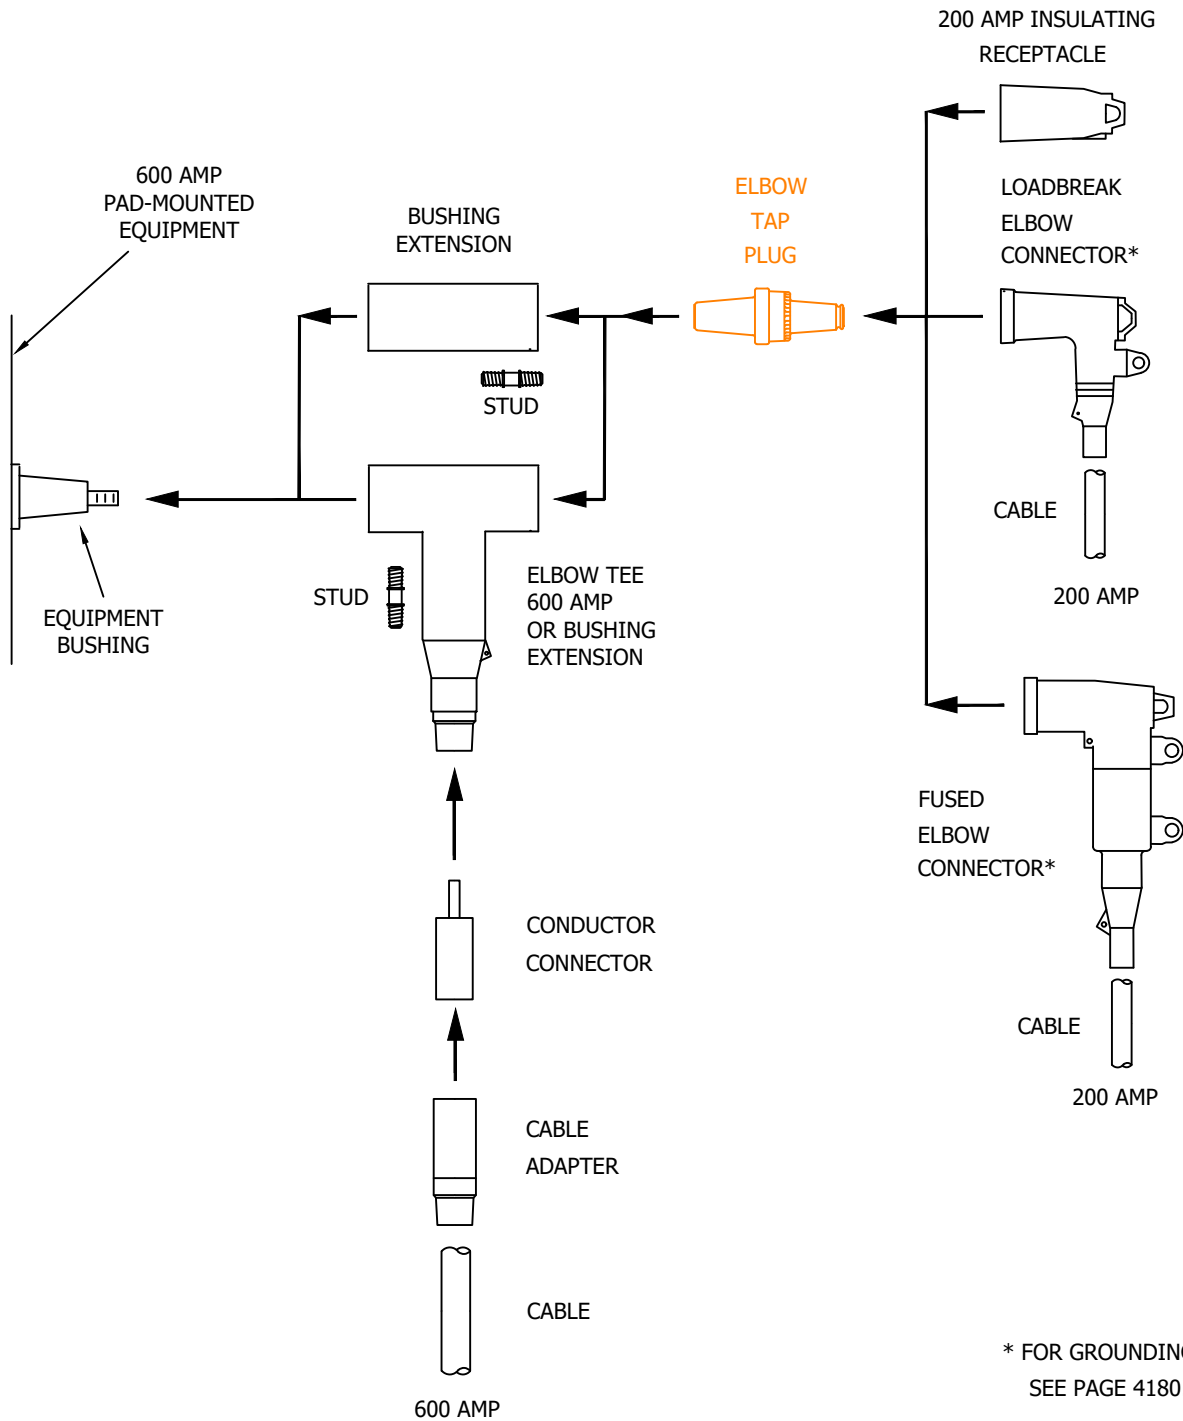 200 AMP INSULATING
RECEPTACLE
600 AMP
PAD-MOUNTED
EQUIPMENT
BUSHING
EXTENSION
ELBOW
TAP
PLUG
LOADBREAK
ELBOW
CONNECTOR*
STUD
CABLE
200 AMP
EQUIPMENT
BUSHING
STUD
ELBOW TEE
600 AMP
OR BUSHING
EXTENSION
FUSED
ELBOW
CONNECTOR*
CONDUCTOR
CONNECTOR
CABLE
200 AMP
CABLE
ADAPTER
CABLE
600 AMP
* FOR GROUNDING
SEE PAGE 4180